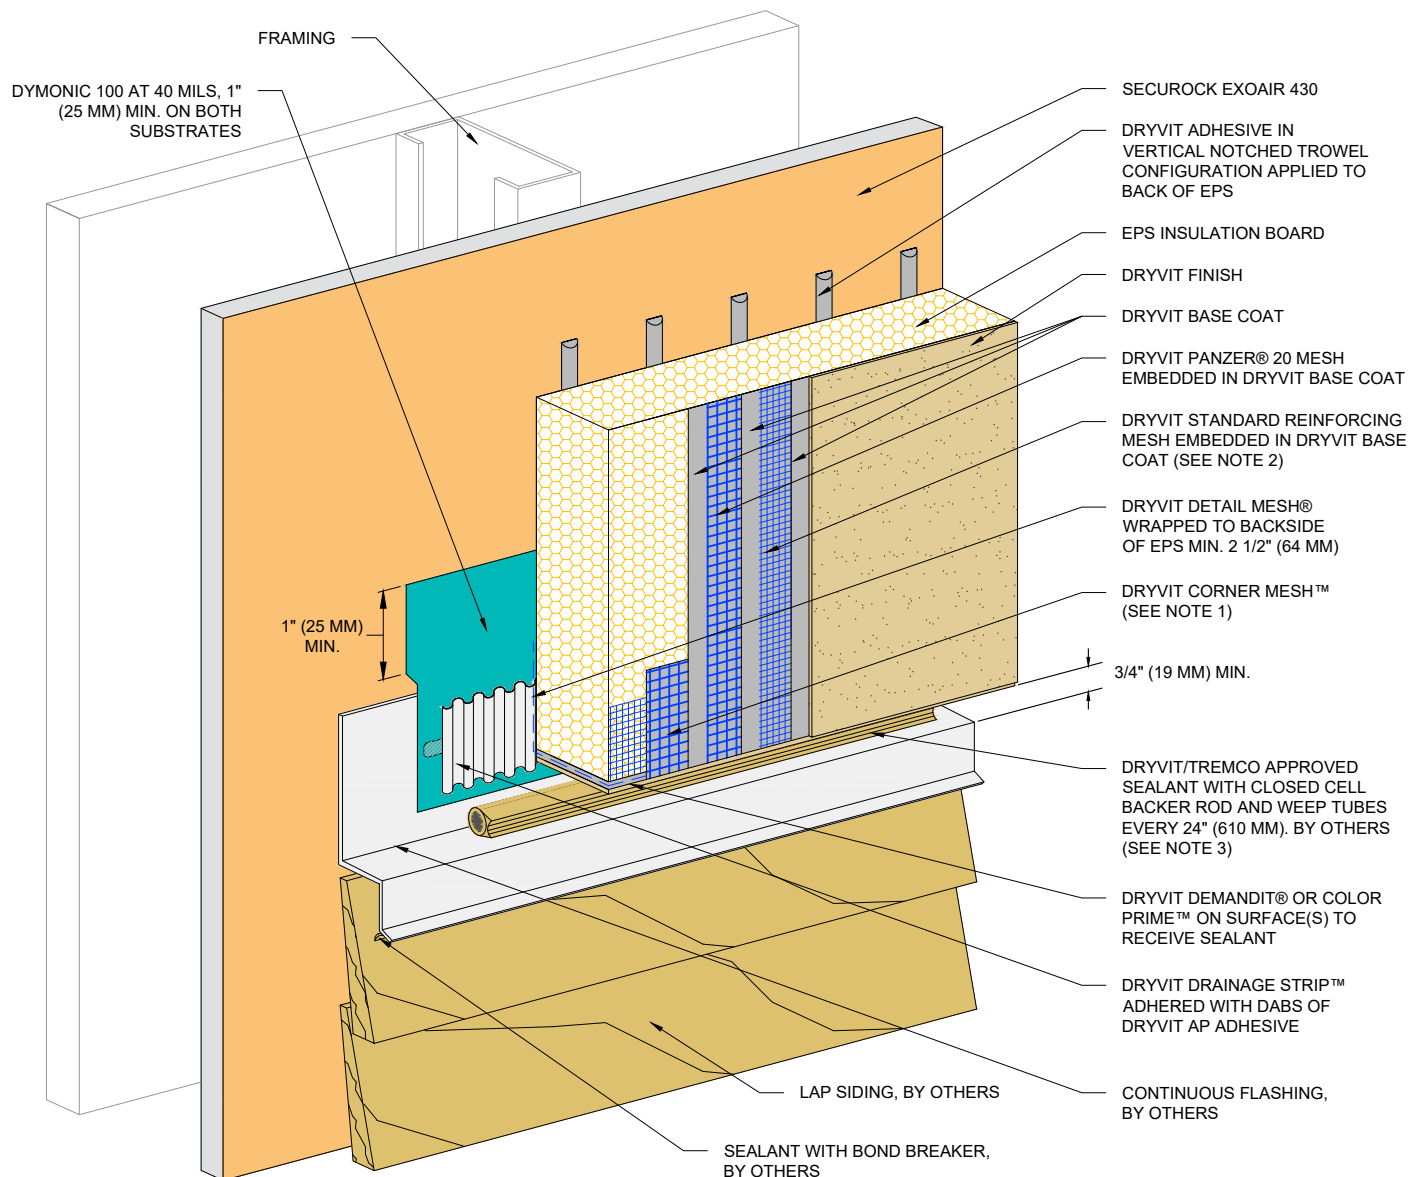 FRAMING
DYMONIC 100 AT 40 MILS, 1"
(25 MM) MIN. ON BOTH
SUBSTRATES
1" (25 MM)
MIN.
SECUROCK EXOAIR 430
DRYVIT ADHESIVE IN
VERTICAL NOTCHED TROWEL
CONFIGURATION APPLIED TO
BACK OF EPS
EPS INSULATION BOARD
DRYVIT FINISH
DRYVIT BASE COAT
DRYVIT PANZER® 20 MESH
EMBEDDED IN DRYVIT BASE COAT
DRYVIT STANDARD REINFORCING
MESH EMBEDDED IN DRYVIT BASE
COAT (SEE NOTE 2)
DRYVIT DETAIL MESH®
WRAPPED TO BACKSIDE
OF EPS MIN. 2 1/2" (64 MM)
DRYVIT CORNER MESH™
(SEE NOTE 1)
3/4" (19 MM) MIN.
DRYVIT/TREMCO APPROVED
SEALANT WITH CLOSED CELL
BACKER ROD AND WEEP TUBES
EVERY 24" (610 MM). BY OTHERS
(SEE NOTE 3)
DRYVIT DEMANDIT® OR COLOR
PRIME™ ON SURFACE(S) TO
RECEIVE SEALANT
DRYVIT DRAINAGE STRIP™
ADHERED WITH DABS OF
DRYVIT AP ADHESIVE
CONTINUOUS FLASHING,
BY OTHERS
LAP SIDING, BY OTHERS
SEALANT WITH BOND BREAKER,
BY OTHERS